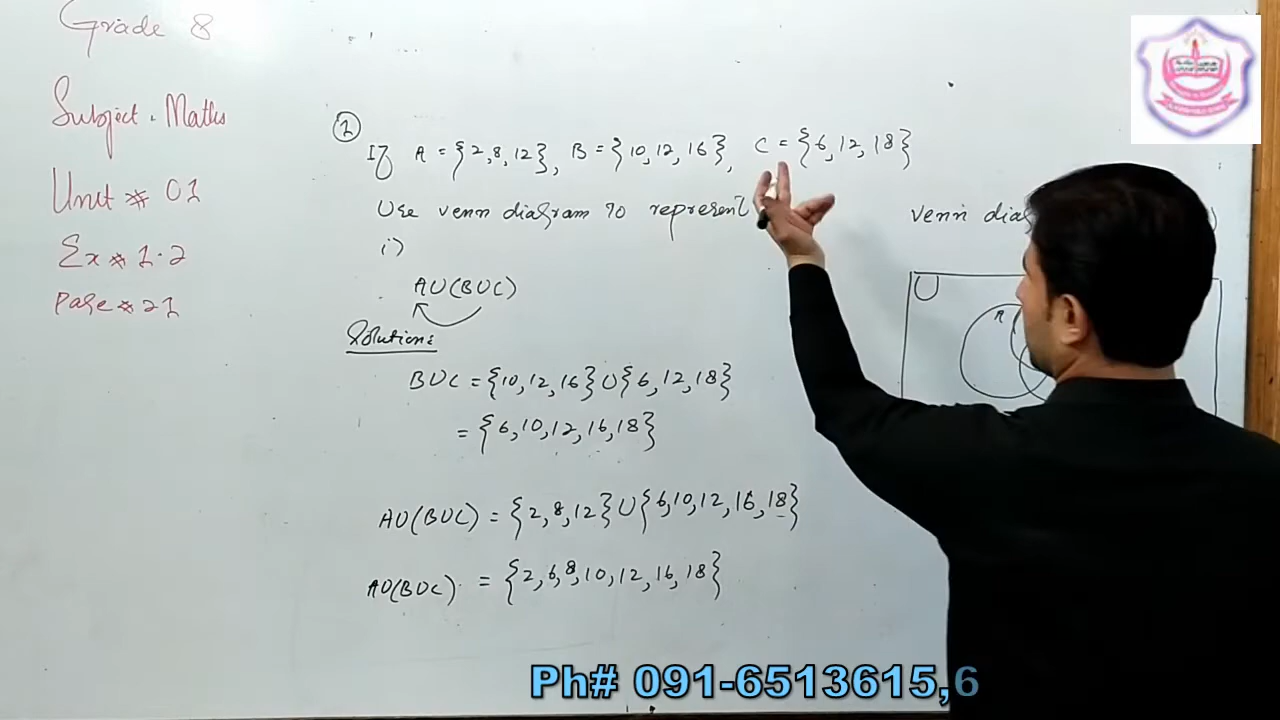 Grade 8
Subject. Maths
Unit # 01
Ex # 1.2
Page # 21
2
If A = {2,8,12}, B = {10,12,16}, C = {6,12,18}
Use venn diagram to represent
i)
AU(BUC)
Solution:
BUC = {10,12,16} U {6,12,18}
= {6,10,12,16,18}
AU(BUC) = {2,8,12} U {6,10,12,16,18}
AU(BUC) = {2,6,8,10,12,16,18}
venn
U
A
Ph# 091-6513615,6